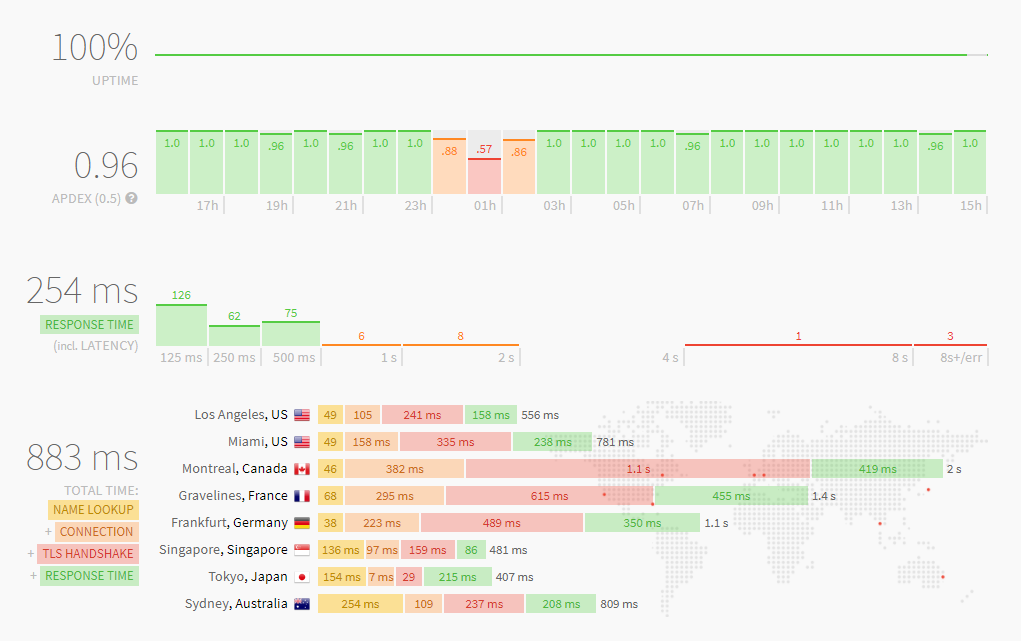 100%
UPTIME
0.96
APDEX (0.5) ?
1.0 1.0 1.0 .96 1.0 .96 1.0 1.0 .88 .57 .86 1.0 1.0 1.0 1.0 .96 1.0 1.0 1.0 1.0 1.0 1.0 .96 1.0
17h 19h 21h 23h 01h 03h 05h 07h 09h 11h 13h 15h
254 ms
RESPONSE TIME
(incl. LATENCY)
126 62 75 6 8 1 3
125 ms 250 ms 500 ms 1 s 2 s 4 s 8 s 8s+/err
883 ms
TOTAL TIME:
NAME LOOKUP
+ CONNECTION
+ TLS HANDSHAKE
+ RESPONSE TIME
Los Angeles, US 49 105 241 ms 158 ms 556 ms
Miami, US 49 158 ms 335 ms 238 ms 781 ms
Montreal, Canada 46 382 ms 1.1 s 419 ms 2 s
Gravelines, France 68 295 ms 615 ms 455 ms 1.4 s
Frankfurt, Germany 38 223 ms 489 ms 350 ms 1.1 s
Singapore, Singapore 136 ms 97 ms 159 ms 86 481 ms
Tokyo, Japan 154 ms 7 ms 29 215 ms 407 ms
Sydney, Australia 254 ms 109 237 ms 208 ms 809 ms